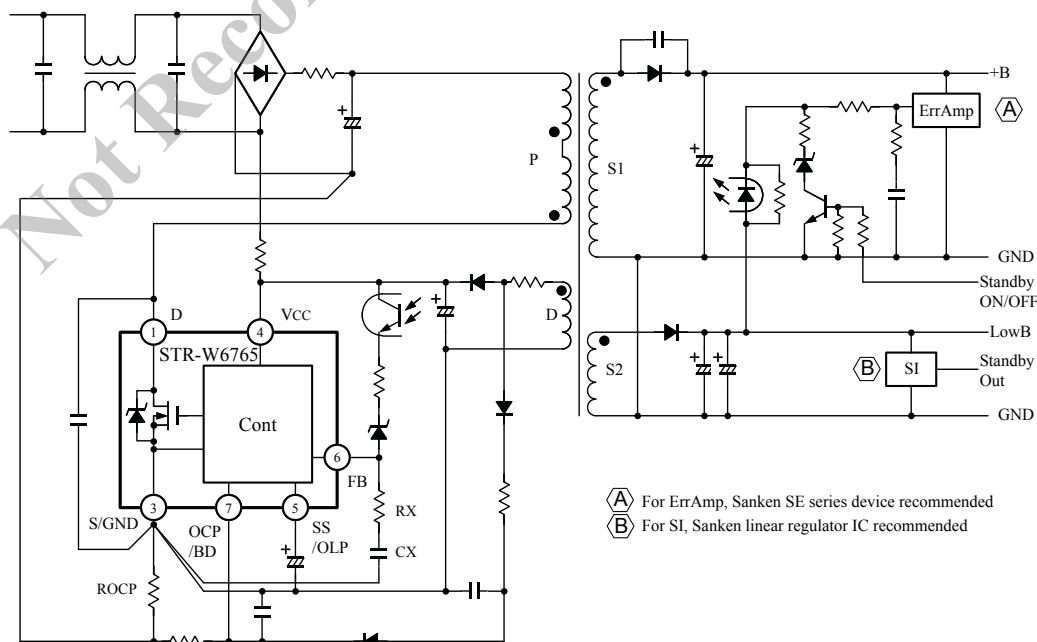 Not Reco
+
P
S1
+
+B
ErrAmp
A
GND
Standby
ON/OFF
D
VCC
+
D
1
4
STR-W6765
Cont
6
FB
S2
+
+
LowB
B
SI
Standby
Out
GND
3
7
5
S/GND
OCP
/BD
SS
/OLP
RX
CX
+
ROCP
A For ErrAmp, Sanken SE series device recommended
B For SI, Sanken linear regulator IC recommended